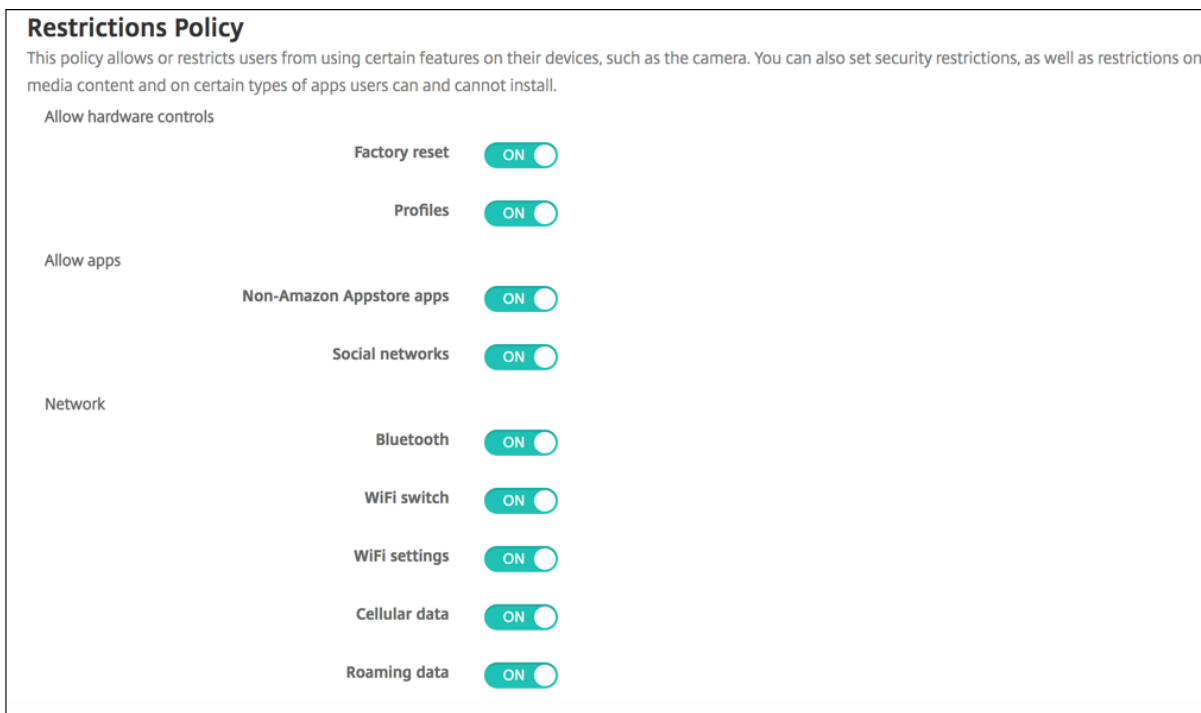 Restrictions Policy
This policy allows or restricts users from using certain features on their devices, such as the camera. You can also set security restrictions, as well as restrictions on
media content and on certain types of apps users can and cannot install.
Allow hardware controls
Factory reset ON
Profiles ON
Allow apps
Non-Amazon Appstore apps ON
Social networks ON
Network
Bluetooth ON
WiFi switch ON
WiFi settings ON
Cellular data ON
Roaming data ON